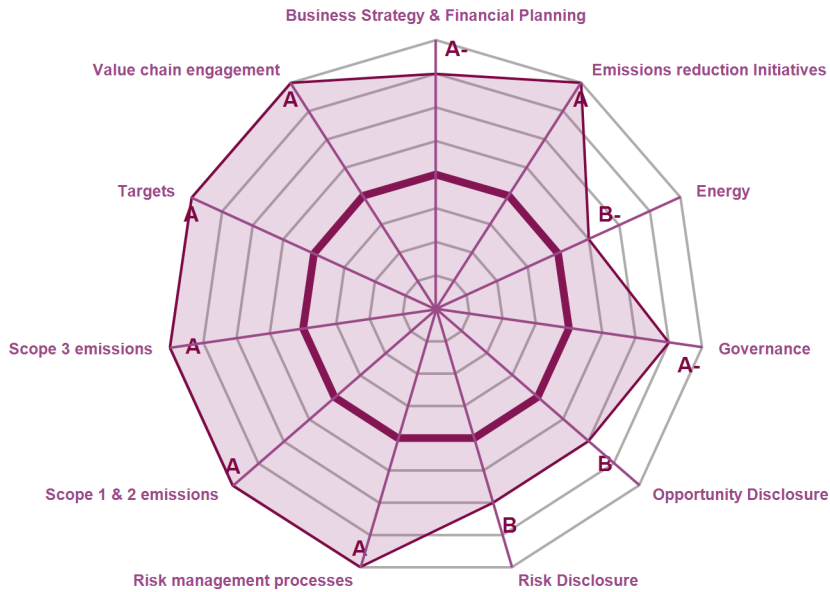 Business Strategy & Financial Planning
A-
Value chain engagement
Emissions reduction Initiatives
A
A
Targets
Energy
A
B-
Scope 3 emissions
A
Governance
A-
A
B
Scope 1 & 2 emissions
Opportunity Disclosure
B
A
Risk management processes
Risk Disclosure